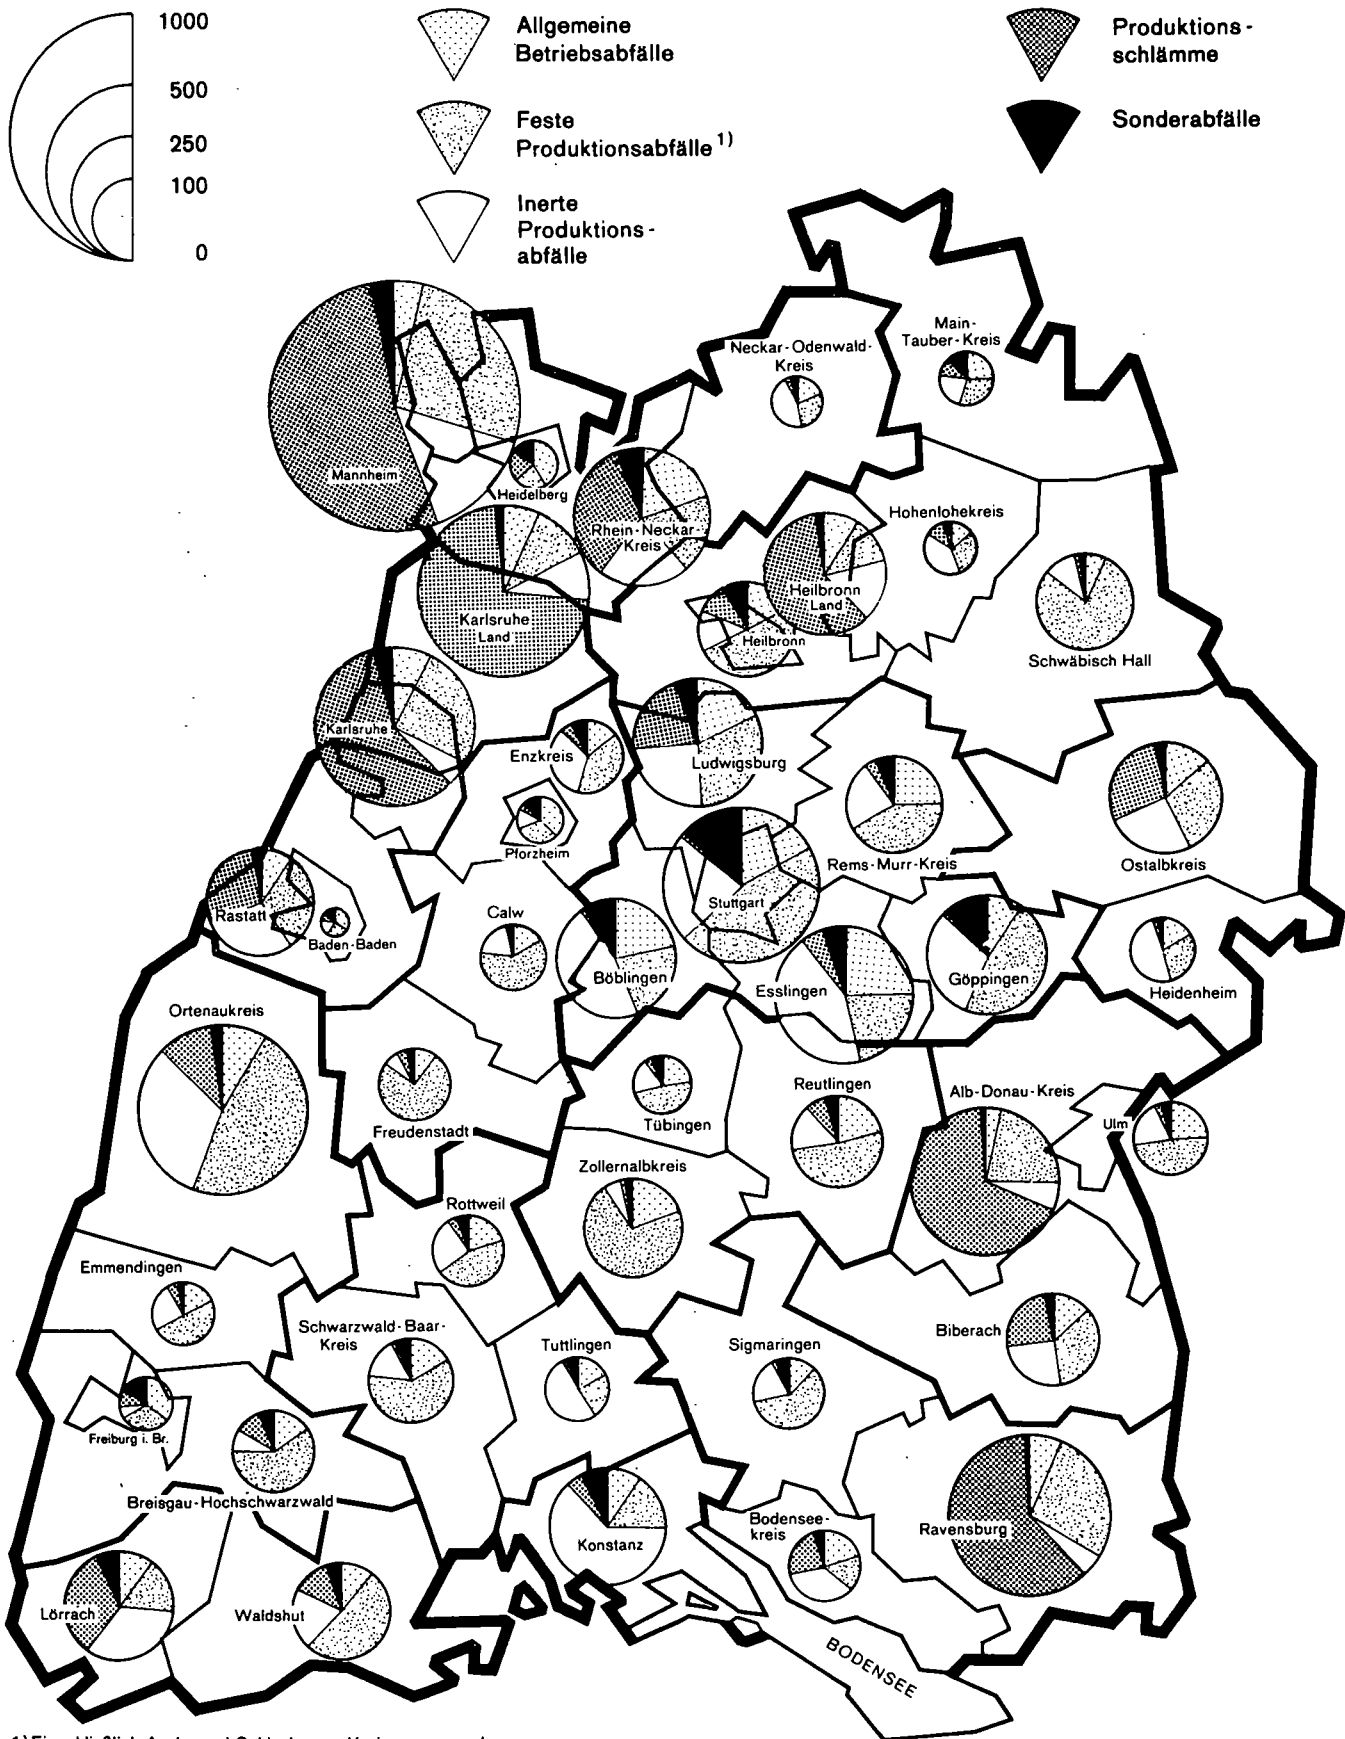 1000
500
250
100
0
Allgemeine
Betriebsabfälle
Feste
Produktionsabfälle 1)
Inerte
Produktions-
abfälle
Produktions-
schlämme
Sonderabfälle
Main-
Tauber-Kreis
Neckar-Odenwald-
Kreis
Mannheim
Heidelberg
Rhein-Neckar-
Kreis
Hohenlohekreis
Heilbronn
Land
Karlsruhe
Land
Heilbronn
Schwäbisch Hall
Karlsruhe
Enzkreis
Ludwigsburg
Pforzheim
Rems-Murr-Kreis
Ostalbkreis
Stuttgart
Rastatt
Baden-Baden
Calw
Böblingen
Esslingen
Göppingen
Heidenheim
Ortenaukreis
Freudenstadt
Tübingen
Reutlingen
Alb-Donau-Kreis
Ulm
Zollernalbkreis
Rottweil
Emmendingen
Schwarzwald-Baar-
Kreis
Tuttlingen
Sigmaringen
Biberach
Freiburg i. Br.
Breisgau-Hochschwarzwald
Konstanz
Bodensee-
kreis
Ravensburg
Lörrach
Waldshut
BODENSEE